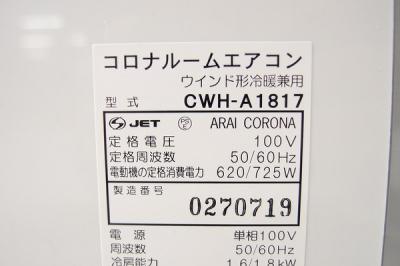 コロナルームエアコン
ウインド形冷暖兼用
型式 CWH-A1817
S JET PS E ARAI CORONA
定格電圧 100V
定格周波数 50/60Hz
電動機の定格消費電力 620/725W
製造番号
0270719
電源 単相100V
周波数 50/60Hz
冷房能力 1.6/1.8kW